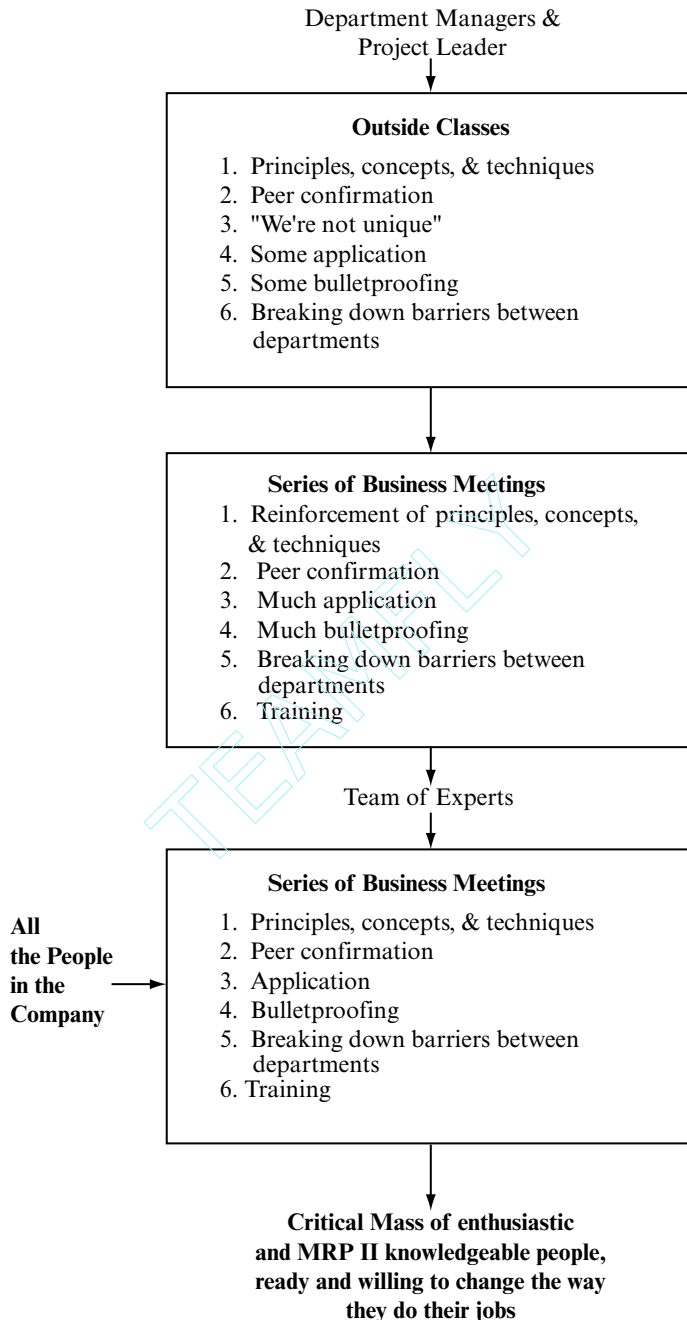 Department Managers &
Project Leader
Outside Classes
1. Principles, concepts, & techniques
2. Peer confirmation
3. "We're not unique"
4. Some application
5. Some bulletproofing
6. Breaking down barriers between
departments
Series of Business Meetings
1. Reinforcement of principles, concepts,
& techniques
2. Peer confirmation
3. Much application
4. Much bulletproofing
5. Breaking down barriers between
departments
6. Training
TEAMFLY
Team of Experts
Series of Business Meetings
1. Principles, concepts, & techniques
2. Peer confirmation
3. Application
4. Bulletproofing
5. Breaking down barriers between
departments
6. Training
All
the People
in the
Company
Critical Mass of enthusiastic
and MRP II knowledgeable people,
ready and willing to change the way
they do their jobs